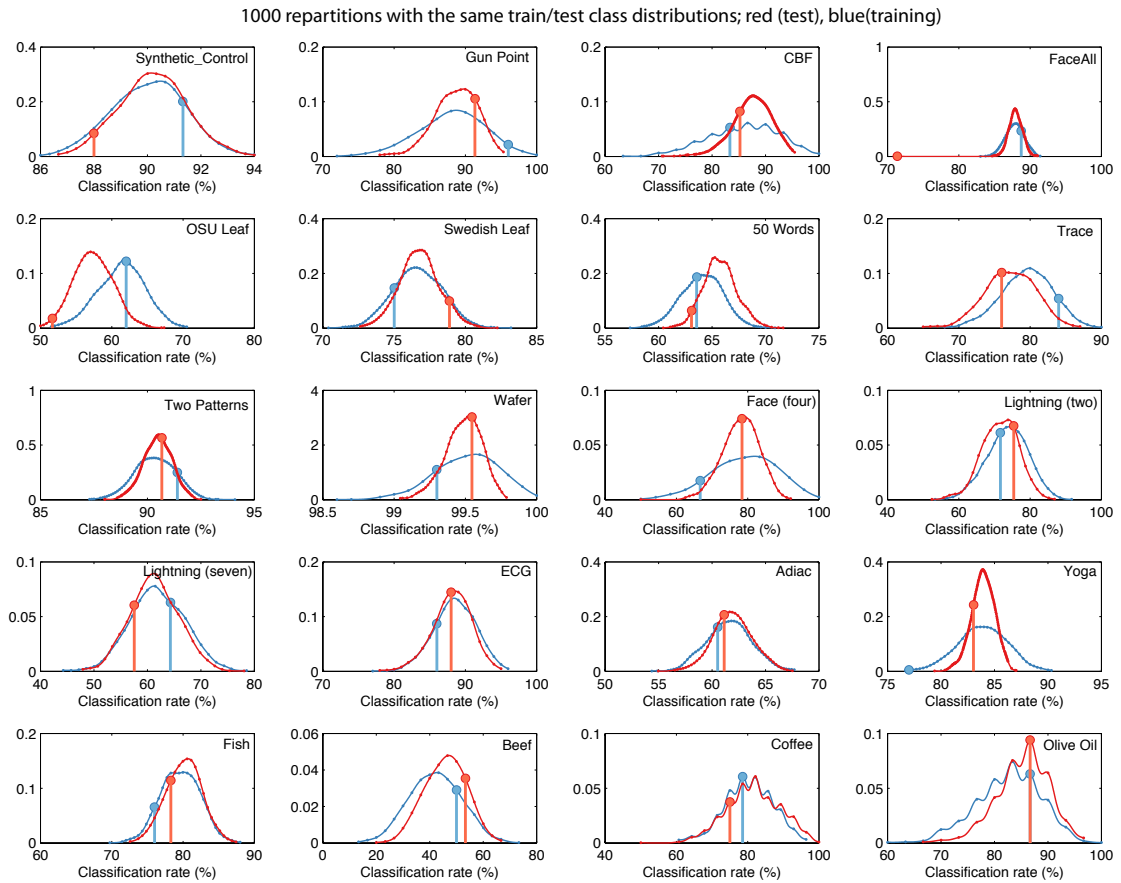 1000 repartitions with the same train/test class distributions; red (test), blue(training)
Synthetic_Control
0.4
0.2
0
86 88 90 92 94
Classification rate (%)
Gun Point
0.2
0.1
0
70 80 90 100
Classification rate (%)
CBF
0.2
0.1
0
60 70 80 90 100
Classification rate (%)
FaceAll
1
0.5
0
70 80 90 100
Classification rate (%)
OSU Leaf
0.2
0.1
0
50 60 70 80
Classification rate (%)
Swedish Leaf
0.4
0.2
0
70 75 80 85
Classification rate (%)
50 Words
0.4
0.2
0
55 65 75 75
Classification rate (%)
Trace
0.2
0.1
0
60 70 80 90
Classification rate (%)
Two Patterns
1
0.5
0
85 90 95
Classification rate (%)
Wafer
4
2
0
98.5 99 99.5 100
Classification rate (%)
Face (four)
0.1
0.05
0
40 60 80 100
Classification rate (%)
Lightning (two)
0.1
0.05
0
40 60 80 100
Classification rate (%)
Lightning (seven)
0.1
0.05
0
40 50 60 70 80
Classification rate (%)
ECG
0.2
0.1
0
70 80 90 100
Classification rate (%)
Adiac
0.4
0.2
0
50 60 70
Classification rate (%)
Yoga
0.4
0.2
0
75 85 90 95
Classification rate (%)
Fish
0.2
0.1
0
60 70 80 90
Classification rate (%)
Beef
0.06
0.04
0.02
0
0 20 40 60 80
Classification rate (%)
Coffee
0.1
0.05
0
40 60 80 100
Classification rate (%)
Olive Oil
0.1
0.05
0
60 70 80 90 100
Classification rate (%)